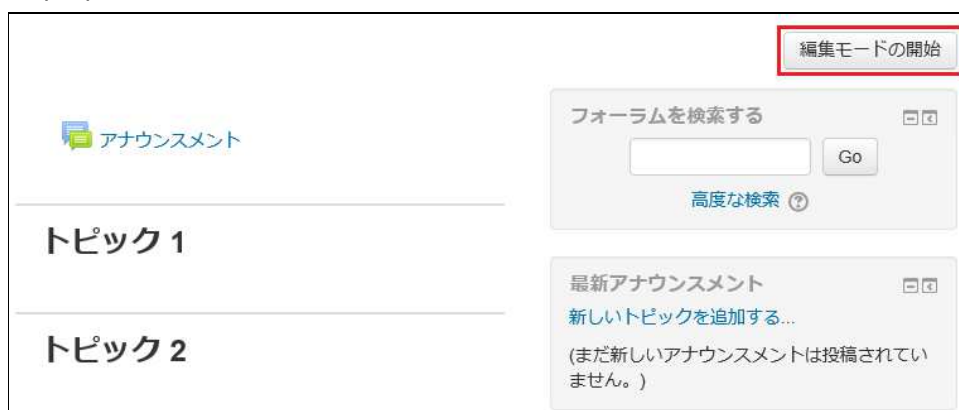 編集モードの開始
アナウンスメント
トピック 1
トピック 2
フォーラムを検索する
Go
高度な検索
最新アナウンスメント
新しいトピックを追加する...
(まだ新しいアナウンスメントは投稿されてい
ません。)